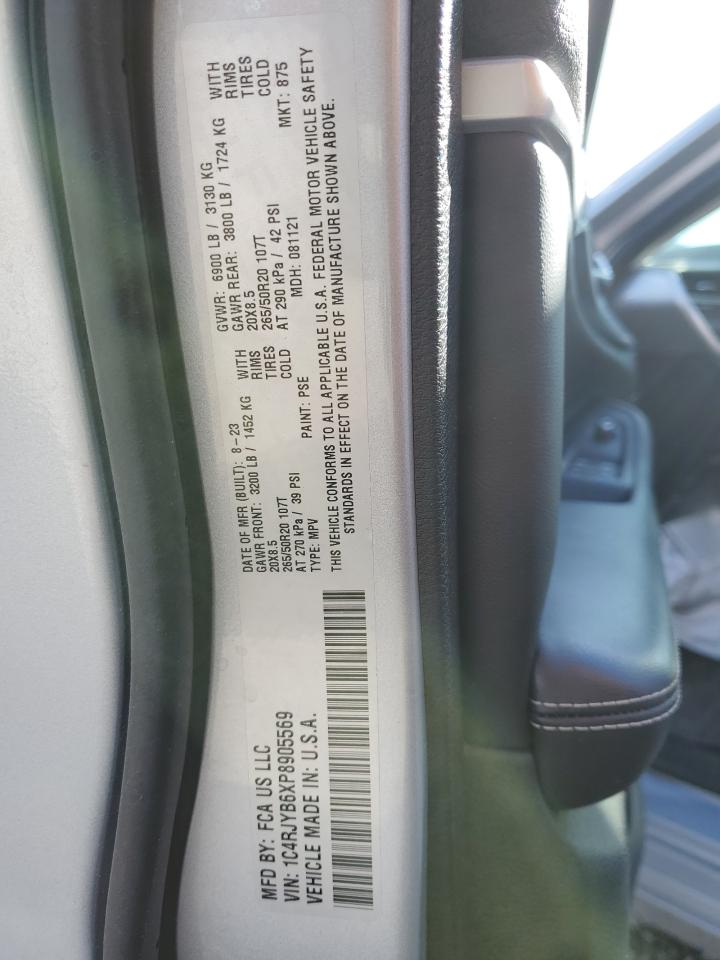 MFD BY: FCA US LLC
VIN: 1C4RJYB6XP8905569
VEHICLE MADE IN: U.S.A.
DATE OF MFR (BUILT): 8-23
GAWR FRONT: 3200 LB / 1452 KG WITH
20X8.5 RIMS
265/50R20 107T TIRES
AT 270 kPa / 39 PSI COLD
TYPE: MPV PAINT: PSE
GVWR: 6900 LB / 3130 KG
GAWR REAR: 3800 LB / 1724 KG WITH
20X8.5 RIMS
265/50R20 107T TIRES
AT 290 kPa / 42 PSI COLD
MDH: 081121 MKT: 875
THIS VEHICLE CONFORMS TO ALL APPLICABLE U.S.A. FEDERAL MOTOR VEHICLE SAFETY
STANDARDS IN EFFECT ON THE DATE OF MANUFACTURE SHOWN ABOVE.